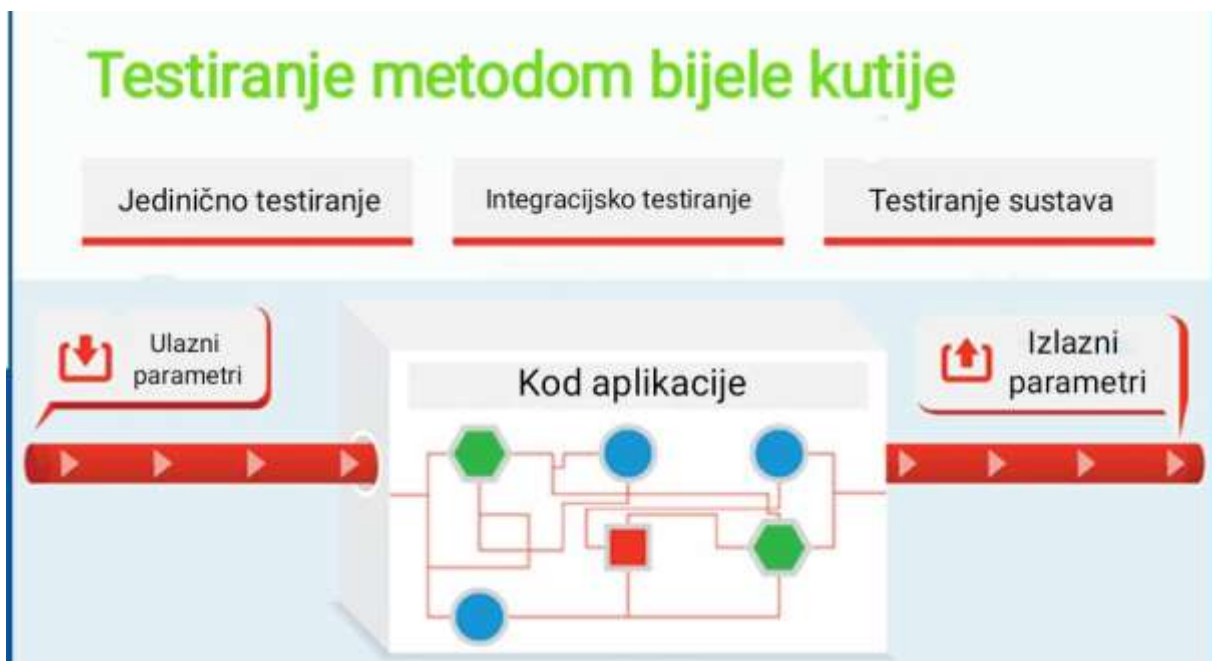 Testiranje metodom bijele kutije
Jedinično testiranje
Integracijsko testiranje
Testiranje sustava
Ulazni
parametri
Kod aplikacije
Izlazni
parametri